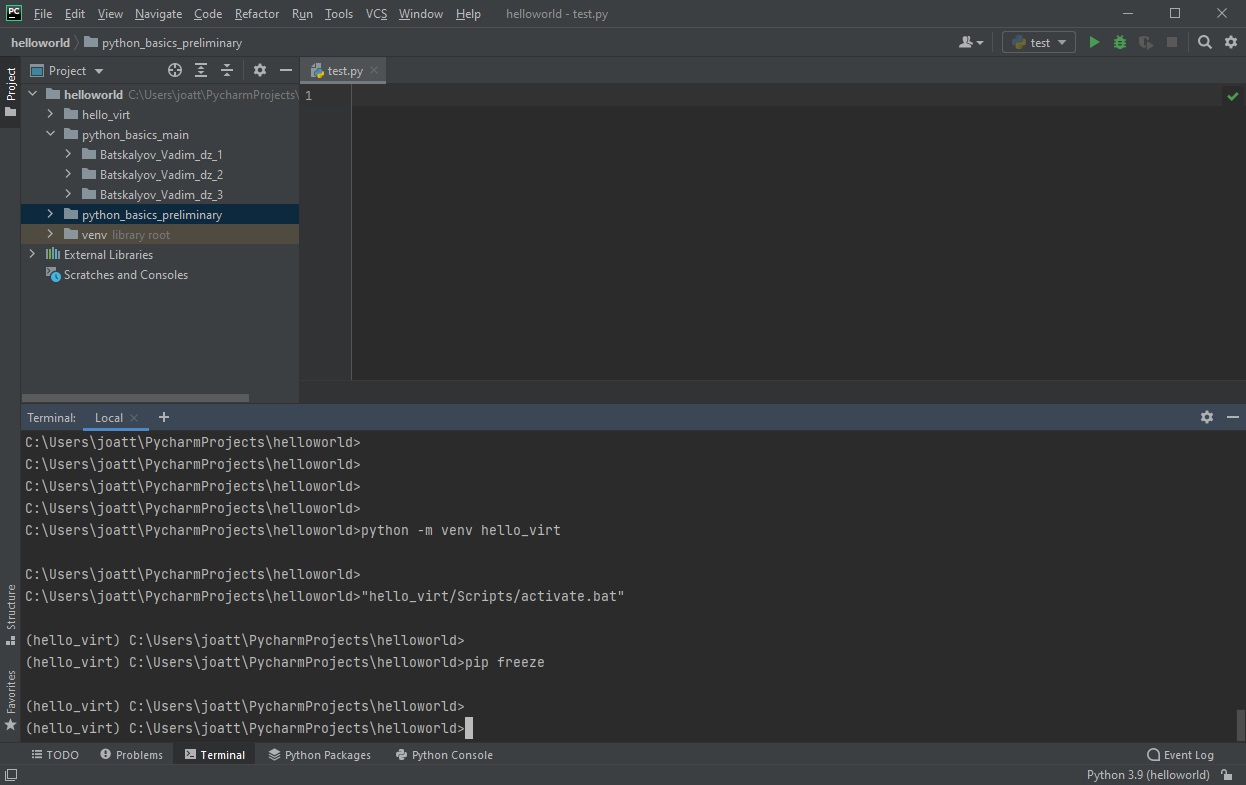 PC File Edit View Navigate Code Refactor Run Tools VCS Window Help helloworld - test.py
helloworld python_basics_preliminary test
Project Project test.py
helloworld C:\Users\joatt\PycharmProjects\ 1
hello_virt
python_basics_main
Batskalyov_Vadim_dz_1
Batskalyov_Vadim_dz_2
Batskalyov_Vadim_dz_3
python_basics_preliminary
venv library root
External Libraries
Scratches and Consoles
Terminal: Local
C:\Users\joatt\PycharmProjects\helloworld>
C:\Users\joatt\PycharmProjects\helloworld>
C:\Users\joatt\PycharmProjects\helloworld>
C:\Users\joatt\PycharmProjects\helloworld>
C:\Users\joatt\PycharmProjects\helloworld>python -m venv hello_virt
C:\Users\joatt\PycharmProjects\helloworld>
C:\Users\joatt\PycharmProjects\helloworld>"hello_virt/Scripts/activate.bat"
(hello_virt) C:\Users\joatt\PycharmProjects\helloworld>
(hello_virt) C:\Users\joatt\PycharmProjects\helloworld>pip freeze
(hello_virt) C:\Users\joatt\PycharmProjects\helloworld>
(hello_virt) C:\Users\joatt\PycharmProjects\helloworld>
Structure
Favorites
TODO Problems Terminal Python Packages Python Console Event Log
Python 3.9 (helloworld)